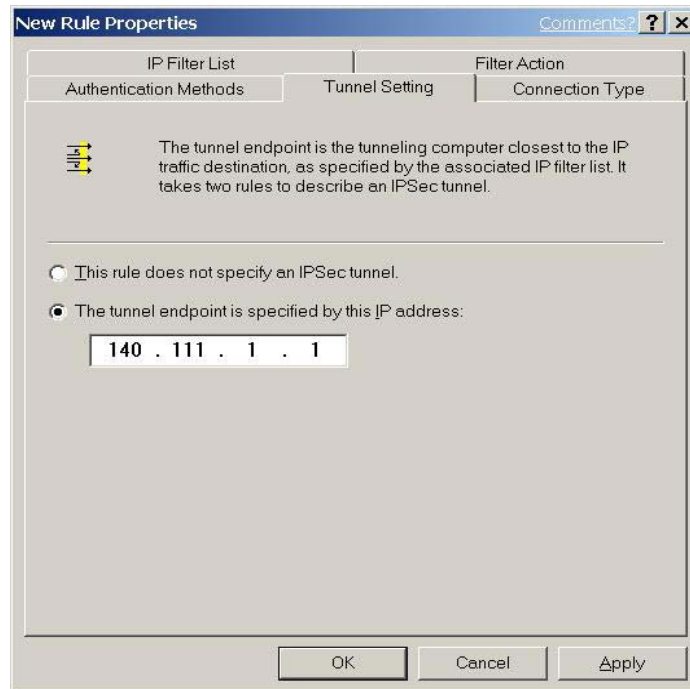 New Rule Properties
Comments? ? ×
IP Filter List
Filter Action
Authentication Methods
Tunnel Setting
Connection Type
The tunnel endpoint is the tunneling computer closest to the IP
traffic destination, as specified by the associated IP filter list. It
takes two rules to describe an IPSec tunnel.
This rule does not specify an IPSec tunnel.
The tunnel endpoint is specified by this IP address:
140 . 111 . 1 . 1
OK
Cancel
Apply